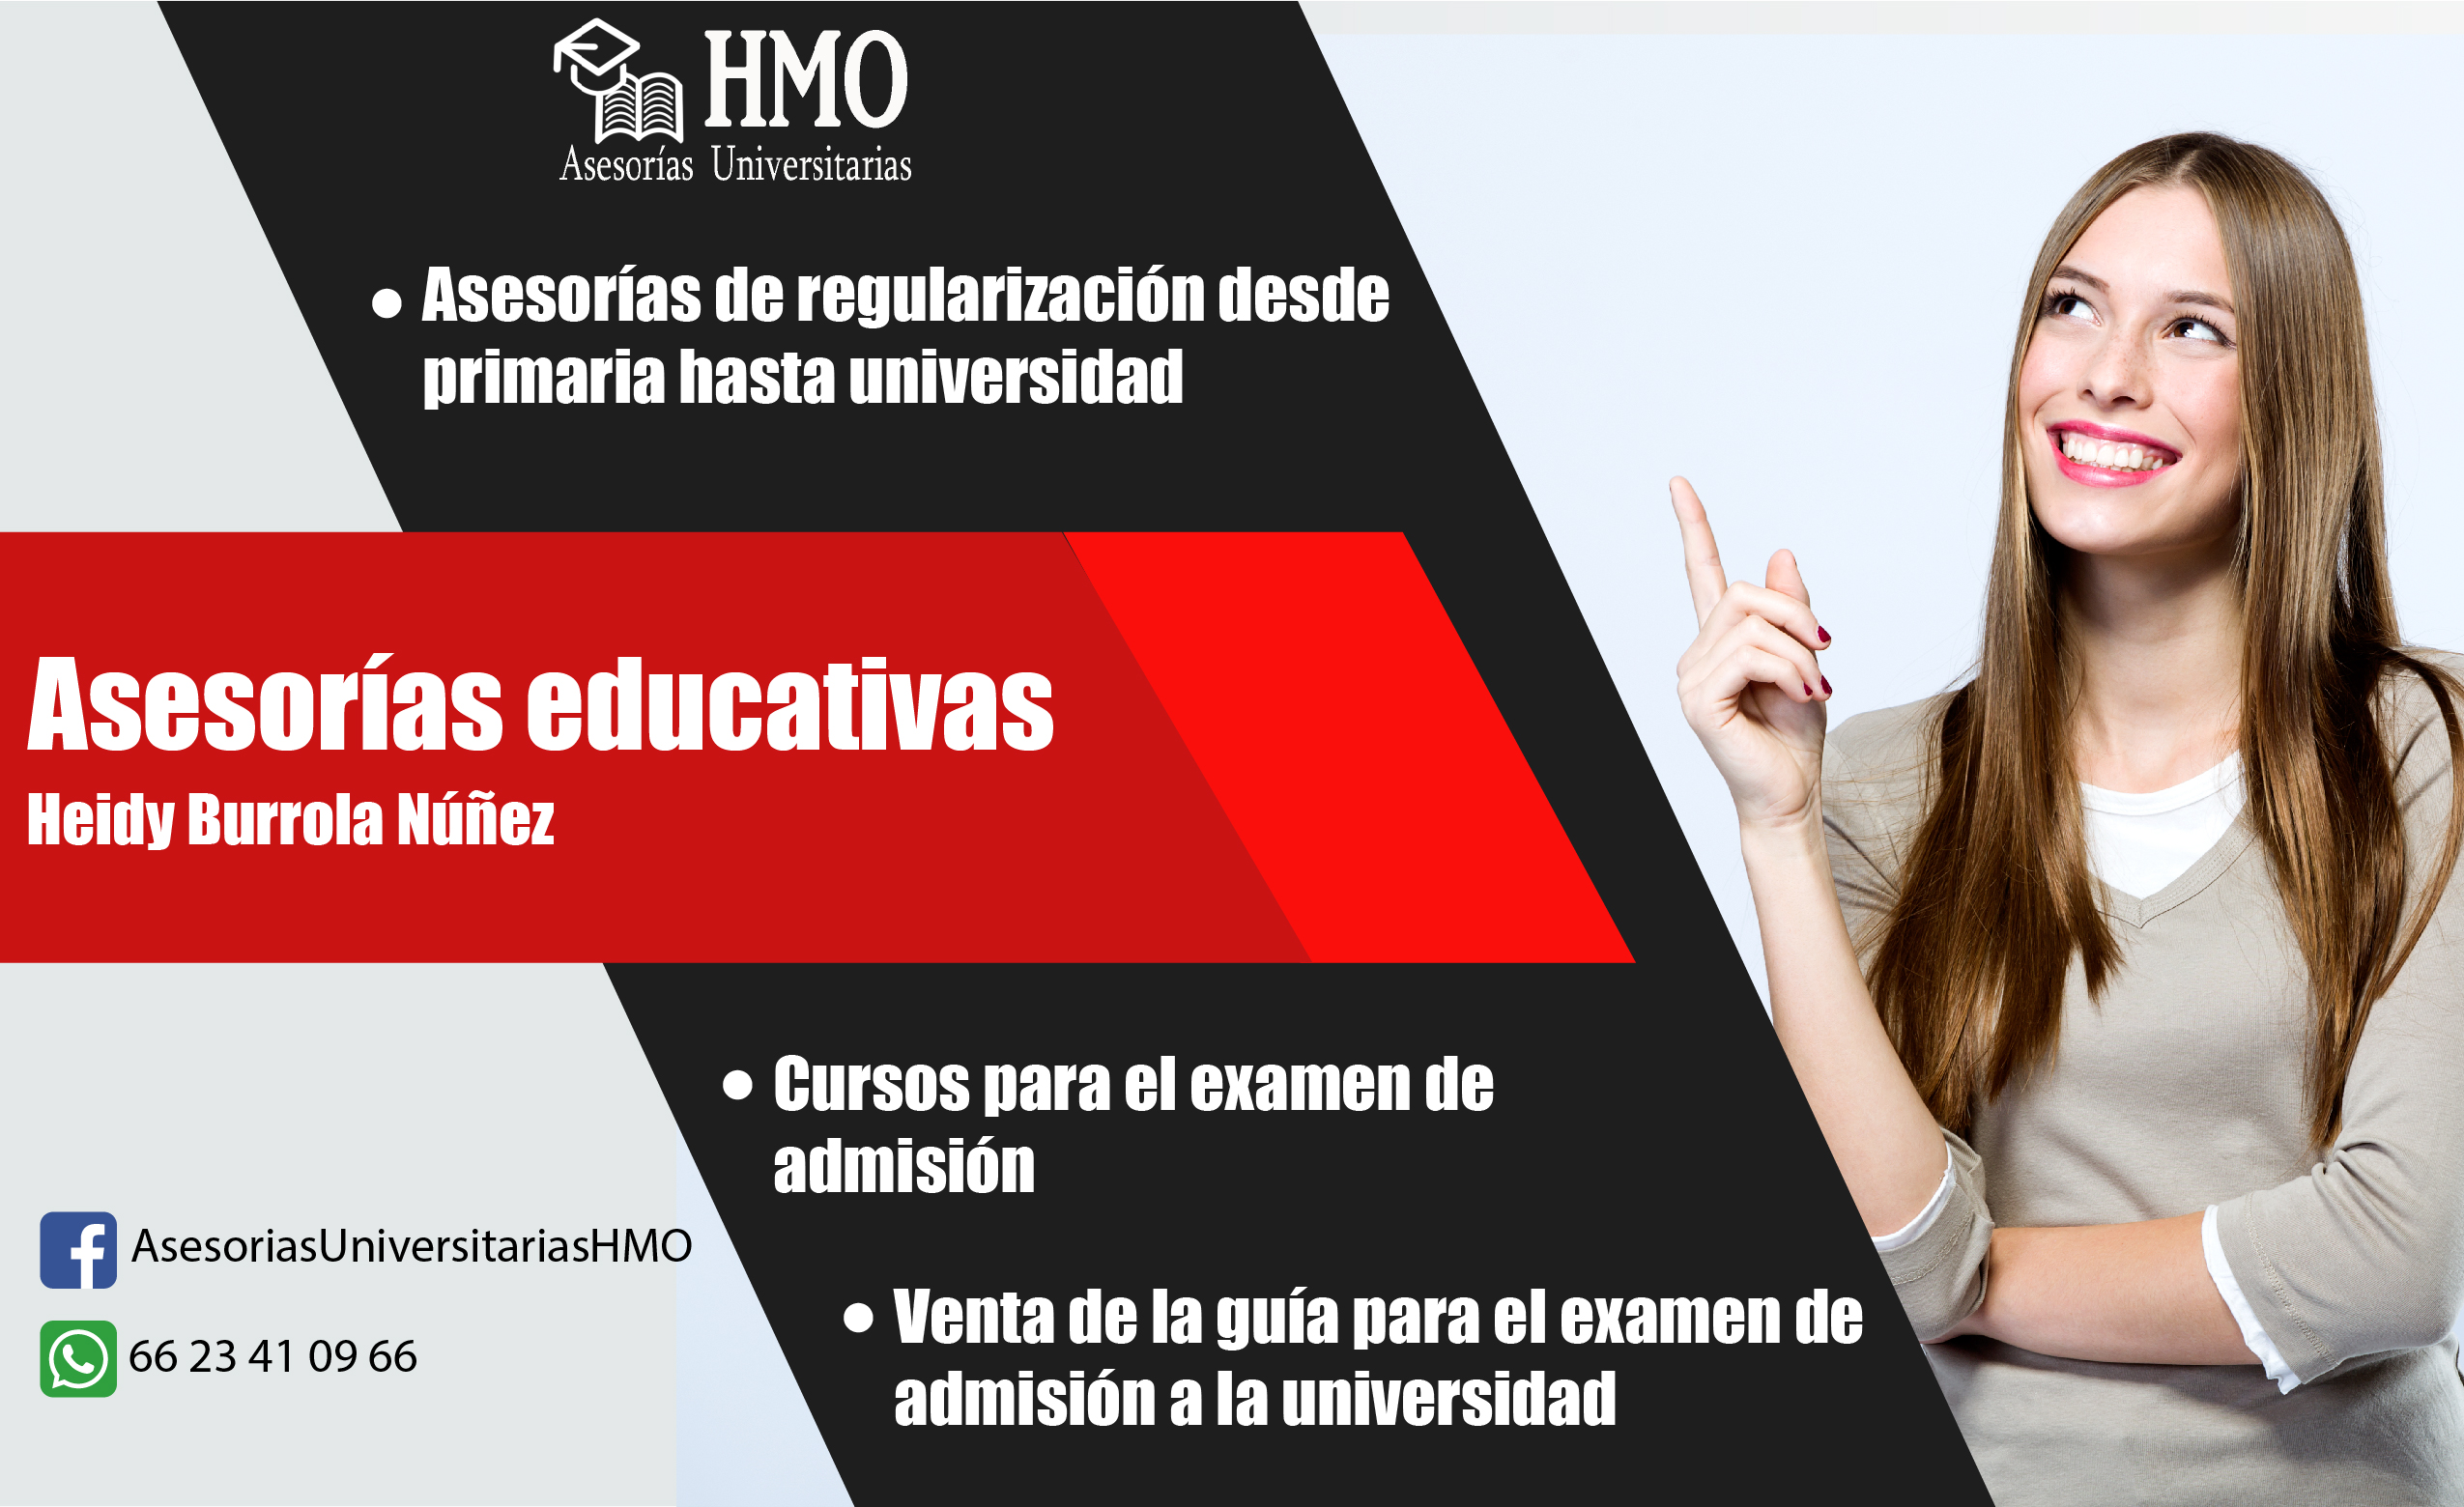 HMO
Asesorías Universitarias
• Asesorías de regularización desde
primaria hasta universidad
Asesorías educativas
Heidy Burrola Núñez
• Cursos para el examen de
admisión
AsesoriasUniversitariasHMO
66 23 41 09 66
• Venta de la guía para el examen de
admisión a la universidad